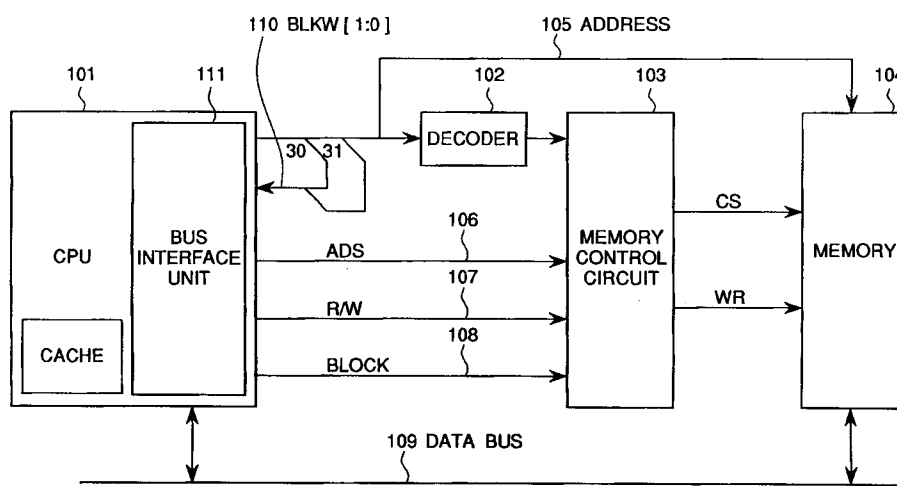 110 BLKW [ 1:0 ]
105 ADDRESS
101
111
102
103
104
30
31
DECODER
CPU
BUS
INTERFACE
UNIT
CACHE
106
ADS
107
R/W
108
BLOCK
MEMORY
CONTROL
CIRCUIT
CS
WR
MEMORY
109 DATA BUS